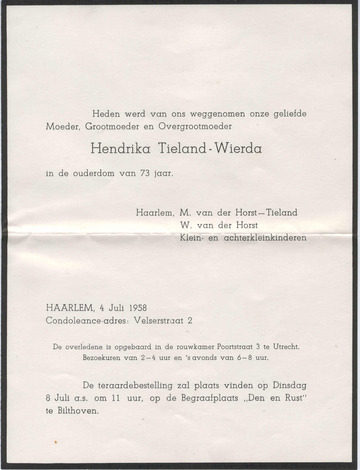 Heden werd van ons weggenomen onze geliefde
Moeder, Grootmoeder en Overgrootmoeder
Hendrika Tieland-Wierda
in de ouderdom van 73 jaar.
Haarlem, M. van der Horst—Tieland
W. van der Horst
Klein- en achterkleinkinderen
HAARLEM, 4 Juli 1958
Condoleance-adres: Velserstraat 2
De overledene is opgebaard in de rouwkamer Poortstraat 3 te Utrecht.
Bezoekuren van 2-4 uur en 's avonds van 6-8 uur.
De teraardebestelling zal plaats vinden op Dinsdag
8 Juli a.s. om 11 uur, op de Begraafplaats „Den en Rust"
te Bilthoven.